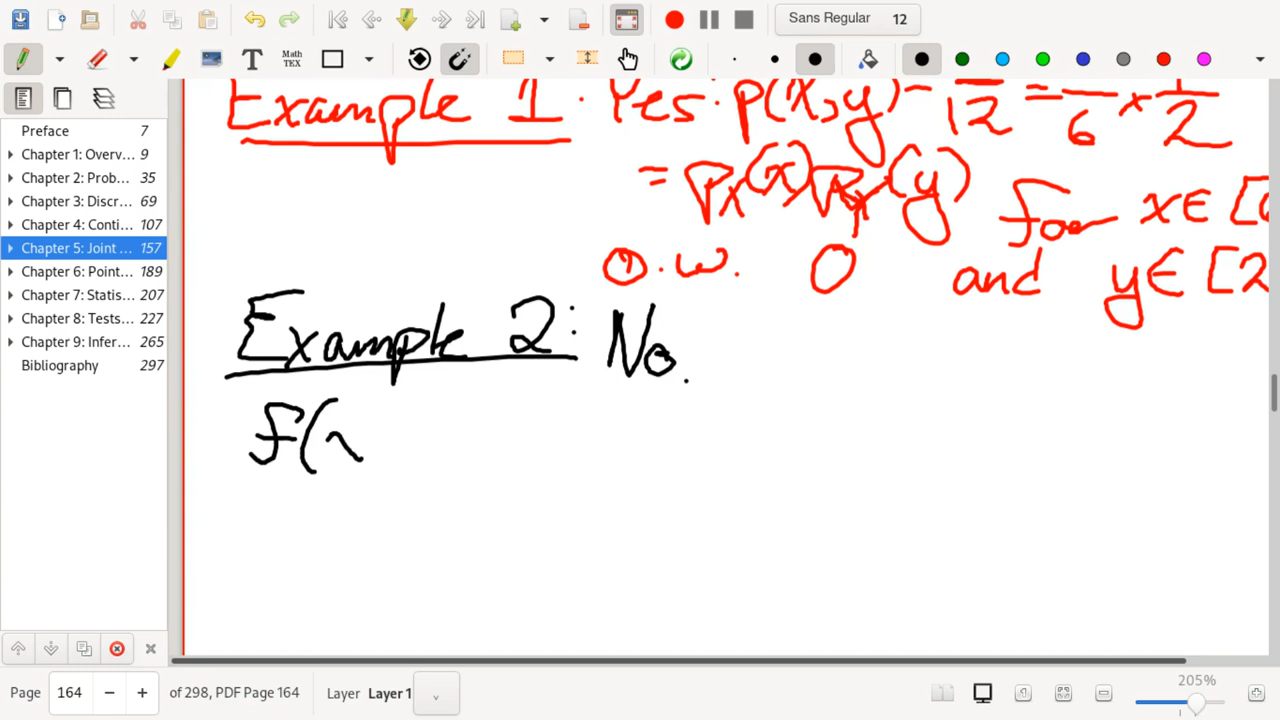 Sans Regular 12
Math TEX
Preface 7
Chapter 1: Overv... 9
Chapter 2: Prob... 35
Chapter 3: Discr... 69
Chapter 4: Conti... 107
Chapter 5: Joint ... 157
Chapter 6: Point... 189
Chapter 7: Statis... 207
Chapter 8: Tests... 227
Chapter 9: Infer... 265
Bibliography 297
Example 1. Yes. p(x,y) = 1/12 = 1/6 × 1/2
= pX(x) pY(y) for x∈[
o.w. 0 and y∈[2
Example 2: No.
f(
Page 164 of 298, PDF Page 164 Layer Layer 1 205%